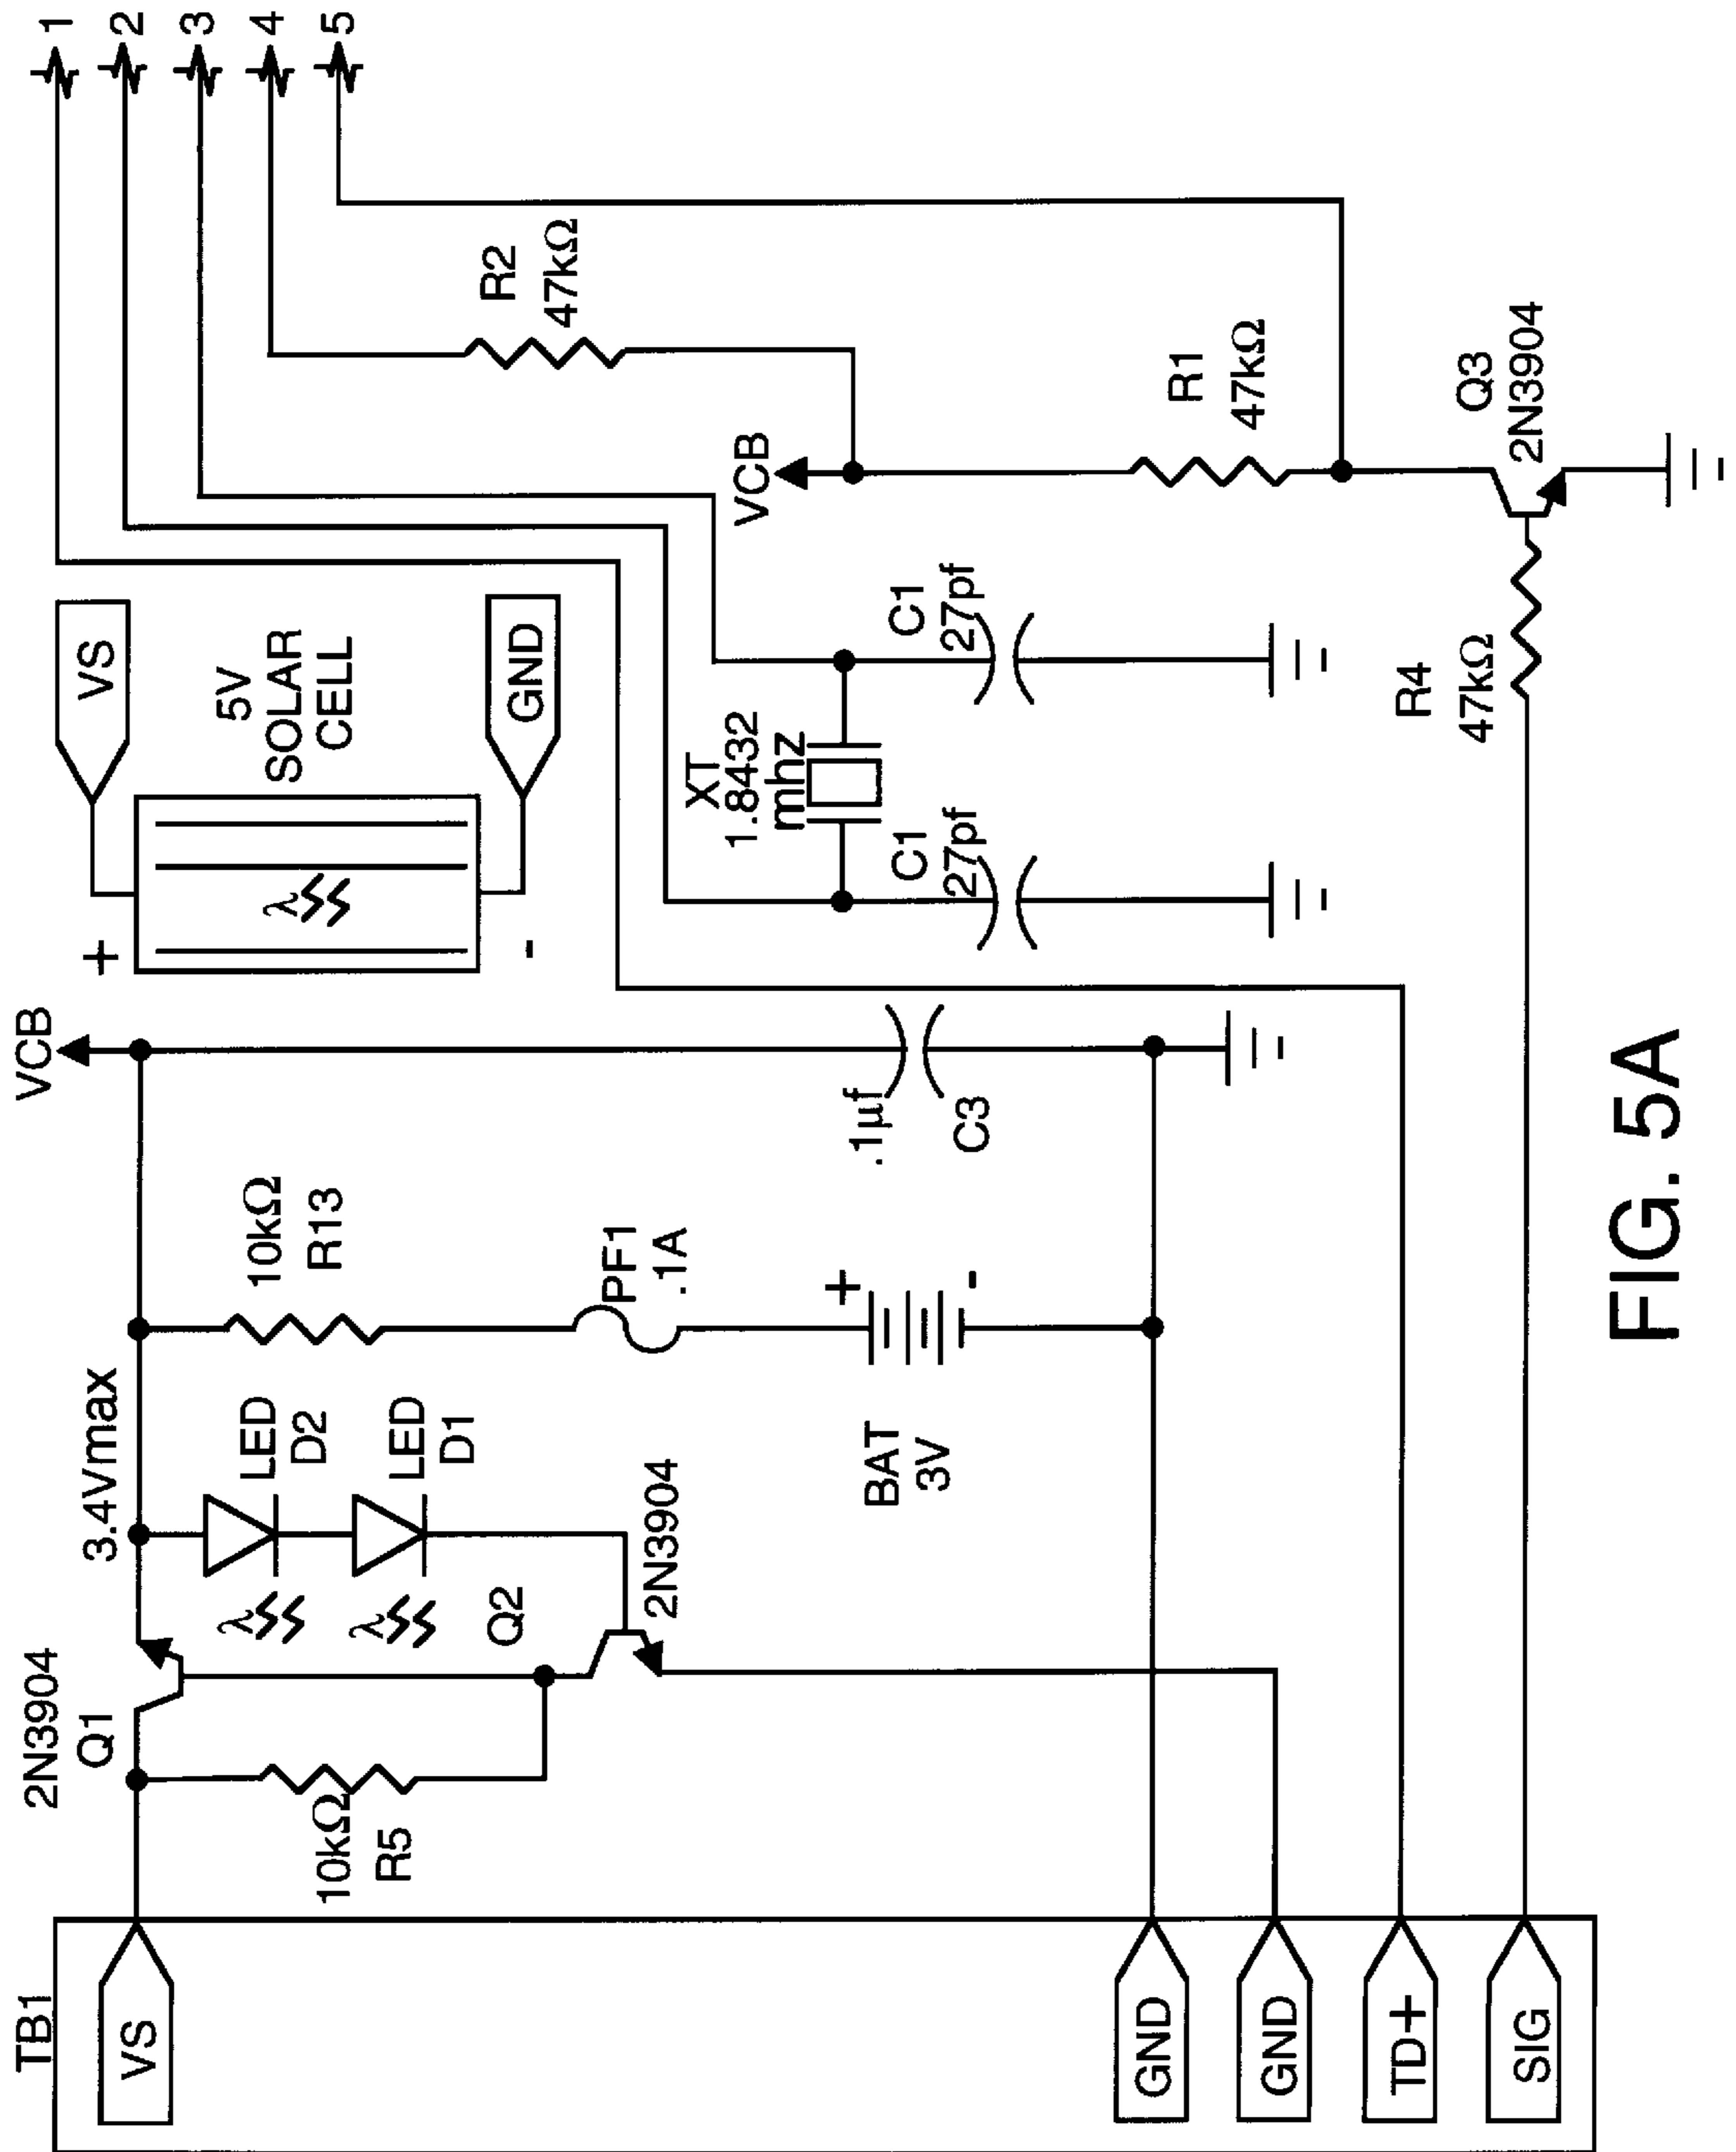 TB1
VS
GND
GND
TD+
SIG
2N3904
Q1
10kΩ
R5
3.4Vmax
λ
LED
D2
λ
LED
D1
Q2
2N3904
10kΩ
R13
PF1
.1A
+
BAT
3V
-
VCB
.1µf
C3
-
+
λ
-
5V
SOLAR
CELL
VS
GND
XT
1.8432
mhz
C1
27pf
-
C1
27pf
-
VCB
R2
47kΩ
R1
47kΩ
R4
47kΩ
Q3
2N3904
-
1
2
3
4
5
FIG. 5A